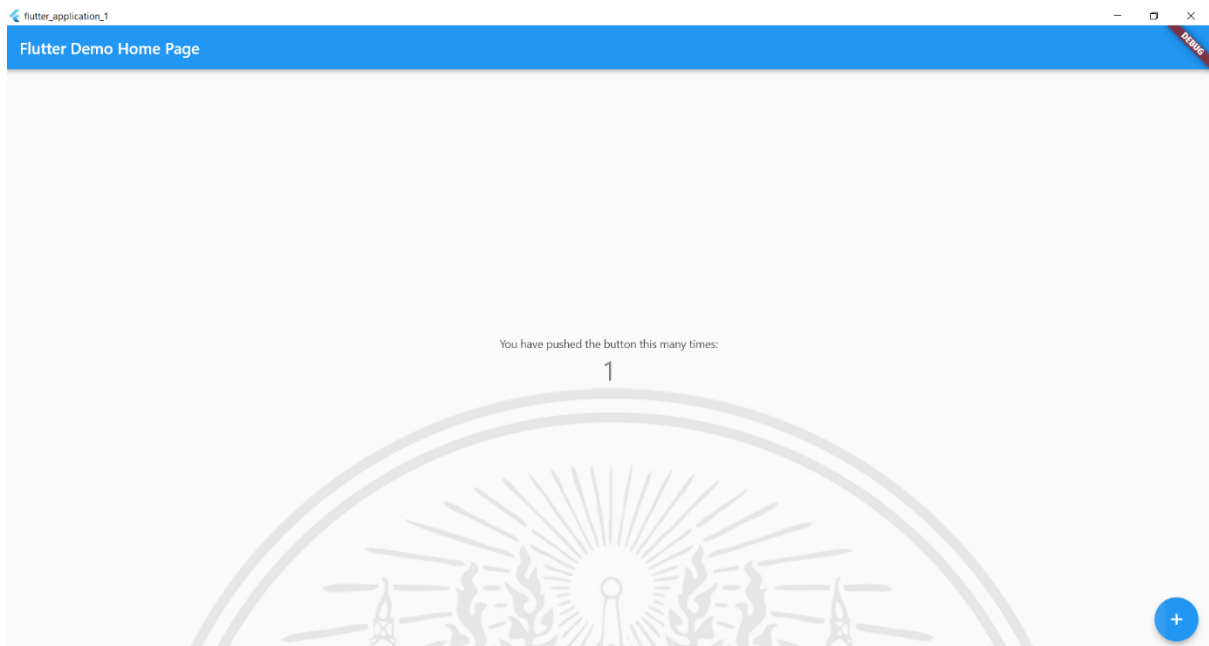 flutter_application_1
Flutter Demo Home Page
DEBUG
You have pushed the button this many times:
1
+